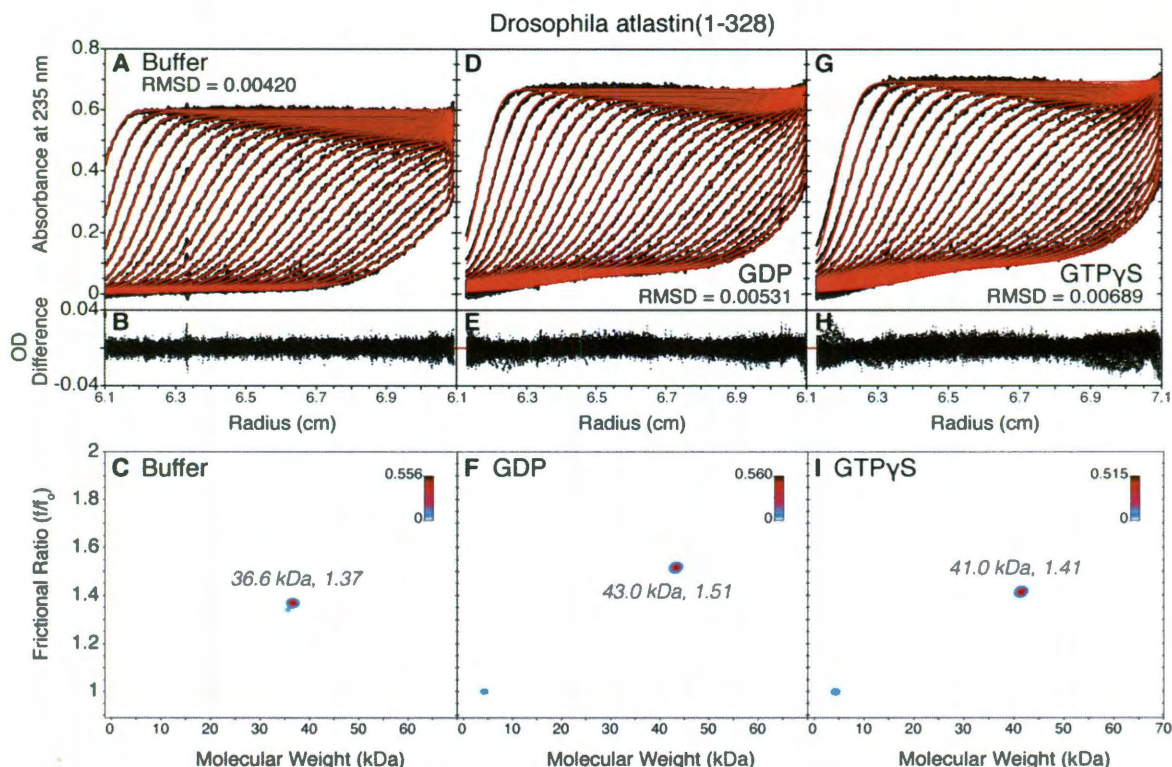 Drosophila atlastin(1-328)
A Buffer
RMSD = 0.00420
D
G
Absorbance at 235 nm
0.8
0.6
0.4
0.2
0
GDP
RMSD = 0.00531
GTPγS
RMSD = 0.00689
OD
Difference
0.04
-0.04
B
E
H
6.1 6.3 6.5 6.7 6.9 6.1 6.3 6.5 6.7 6.9 6.1 6.3 6.5 6.7 6.9 7.1
Radius (cm) Radius (cm) Radius (cm)
Frictional Ratio (f/fo)
2
1.8
1.6
1.4
1.2
1
C Buffer
0.556
0
36.6 kDa, 1.37
F GDP
0.560
0
43.0 kDa, 1.51
I GTPγS
0.515
0
41.0 kDa, 1.41
0 10 20 30 40 50 60 0 10 20 30 40 50 60 0 10 20 30 40 50 60 70
Molecular Weight (kDa) Molecular Weight (kDa) Molecular Weight (kDa)